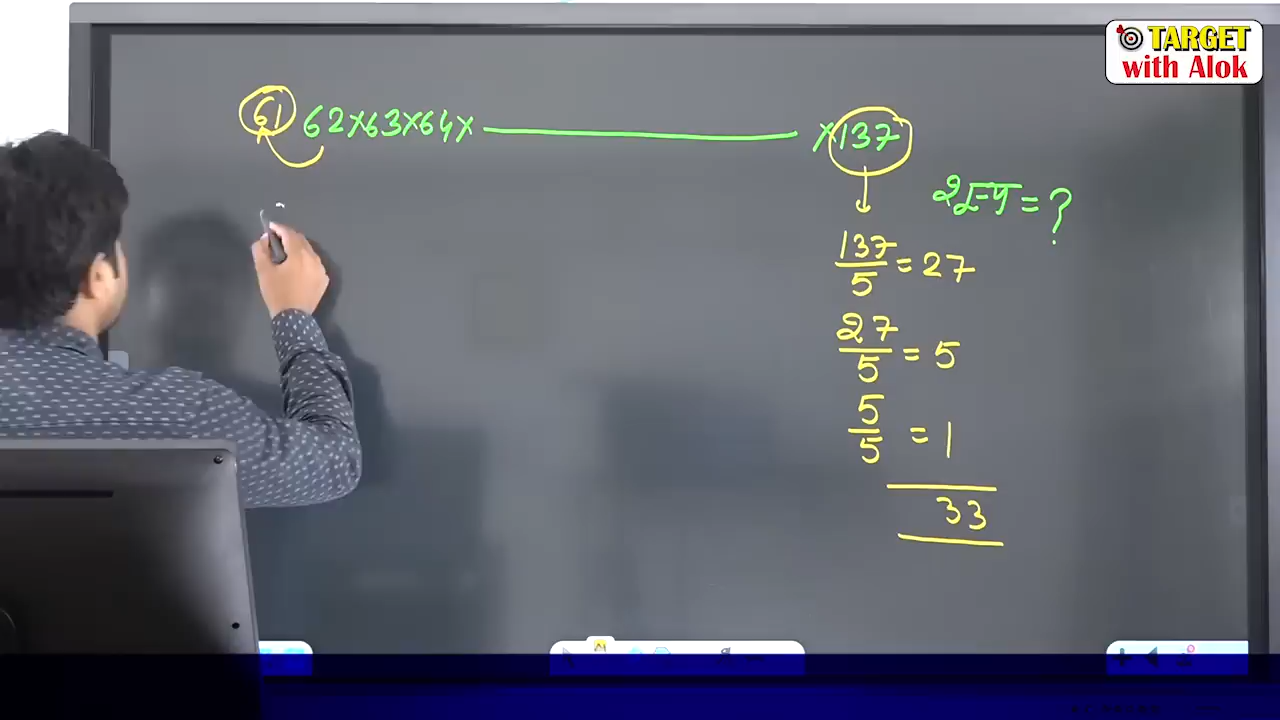 TARGET
with Alok
61 62×63×64× ×137
शून्य = ?
137/5 = 27
27/5 = 5
5/5 = 1
33